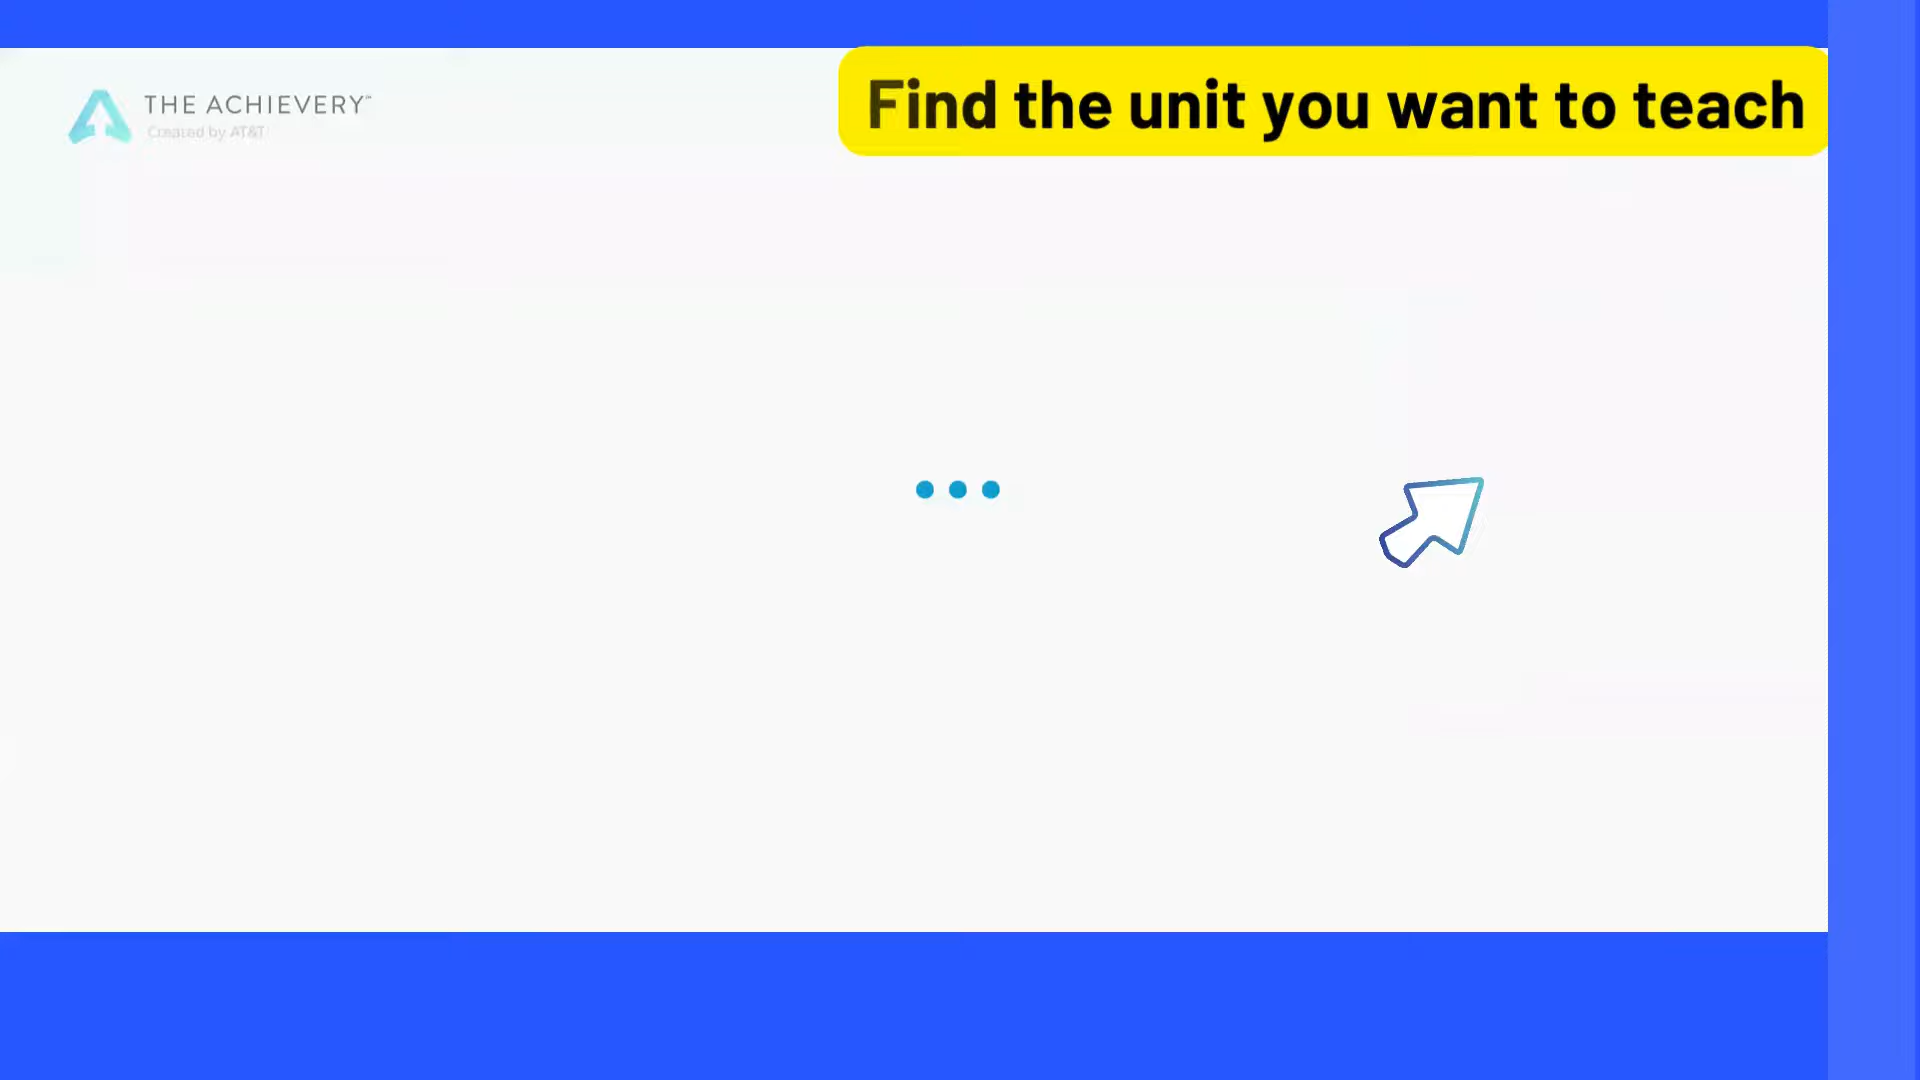 THE ACHIEVERY™
Created by AT&T
Find the unit you want to teach